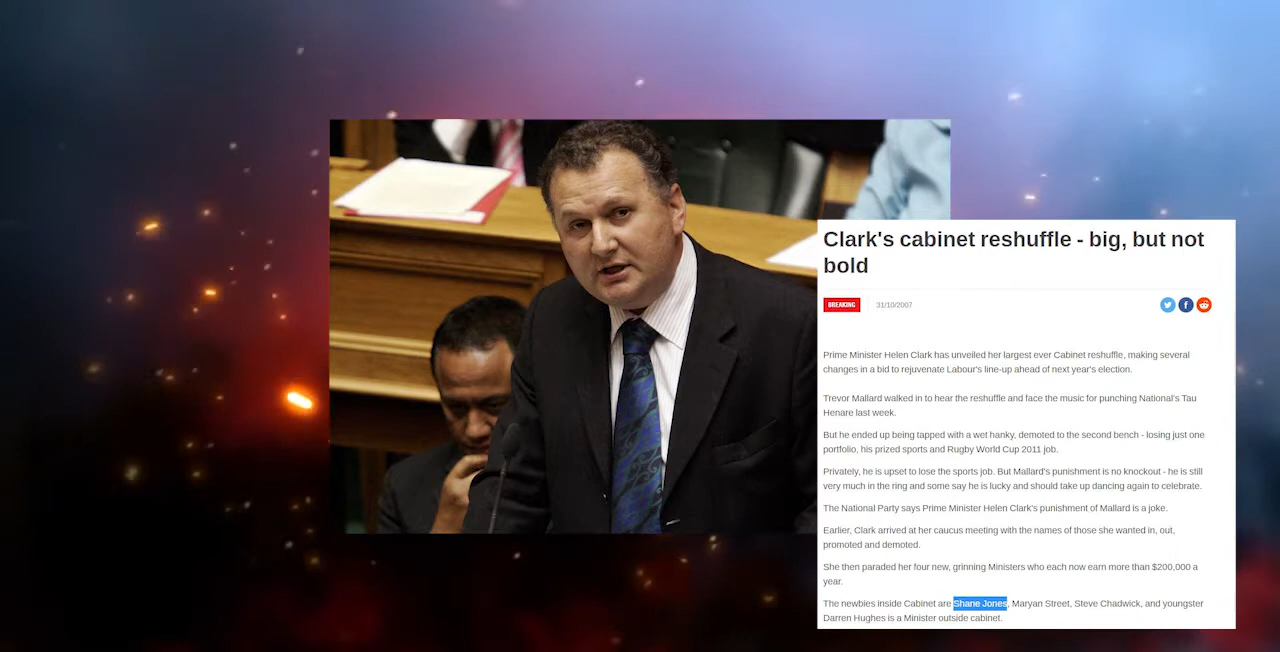 Clark's cabinet reshuffle - big, but not
bold
BREAKING
31/10/2007
Prime Minister Helen Clark has unveiled her largest ever Cabinet reshuffle, making several
changes in a bid to rejuvenate Labour's line-up ahead of next year's election.
Trevor Mallard walked in to hear the reshuffle and face the music for punching National's Tau
Henare last week.
But he ended up being tapped with a wet hanky, demoted to the second bench - losing just one
portfolio, his prized sports and Rugby World Cup 2011 job.
Privately, he is upset to lose the sports job. But Mallard's punishment is no knockout - he is still
very much in the ring and some say he is lucky and should take up dancing again to celebrate.
The National Party says Prime Minister Helen Clark's punishment of Mallard is a joke.
Earlier, Clark arrived at her caucus meeting with the names of those she wanted in, out,
promoted and demoted.
She then paraded her four new, grinning Ministers who each now earn more than $200,000 a
year.
The newbies inside Cabinet are Shane Jones, Maryan Street, Steve Chadwick, and youngster
Darren Hughes is a Minister outside cabinet.